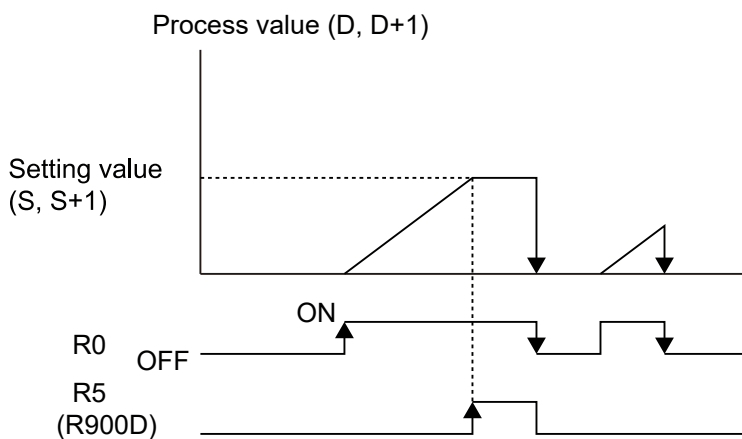 Process value (D, D+1)
Setting value
(S, S+1)
ON
R0
OFF
R5
(R900D)